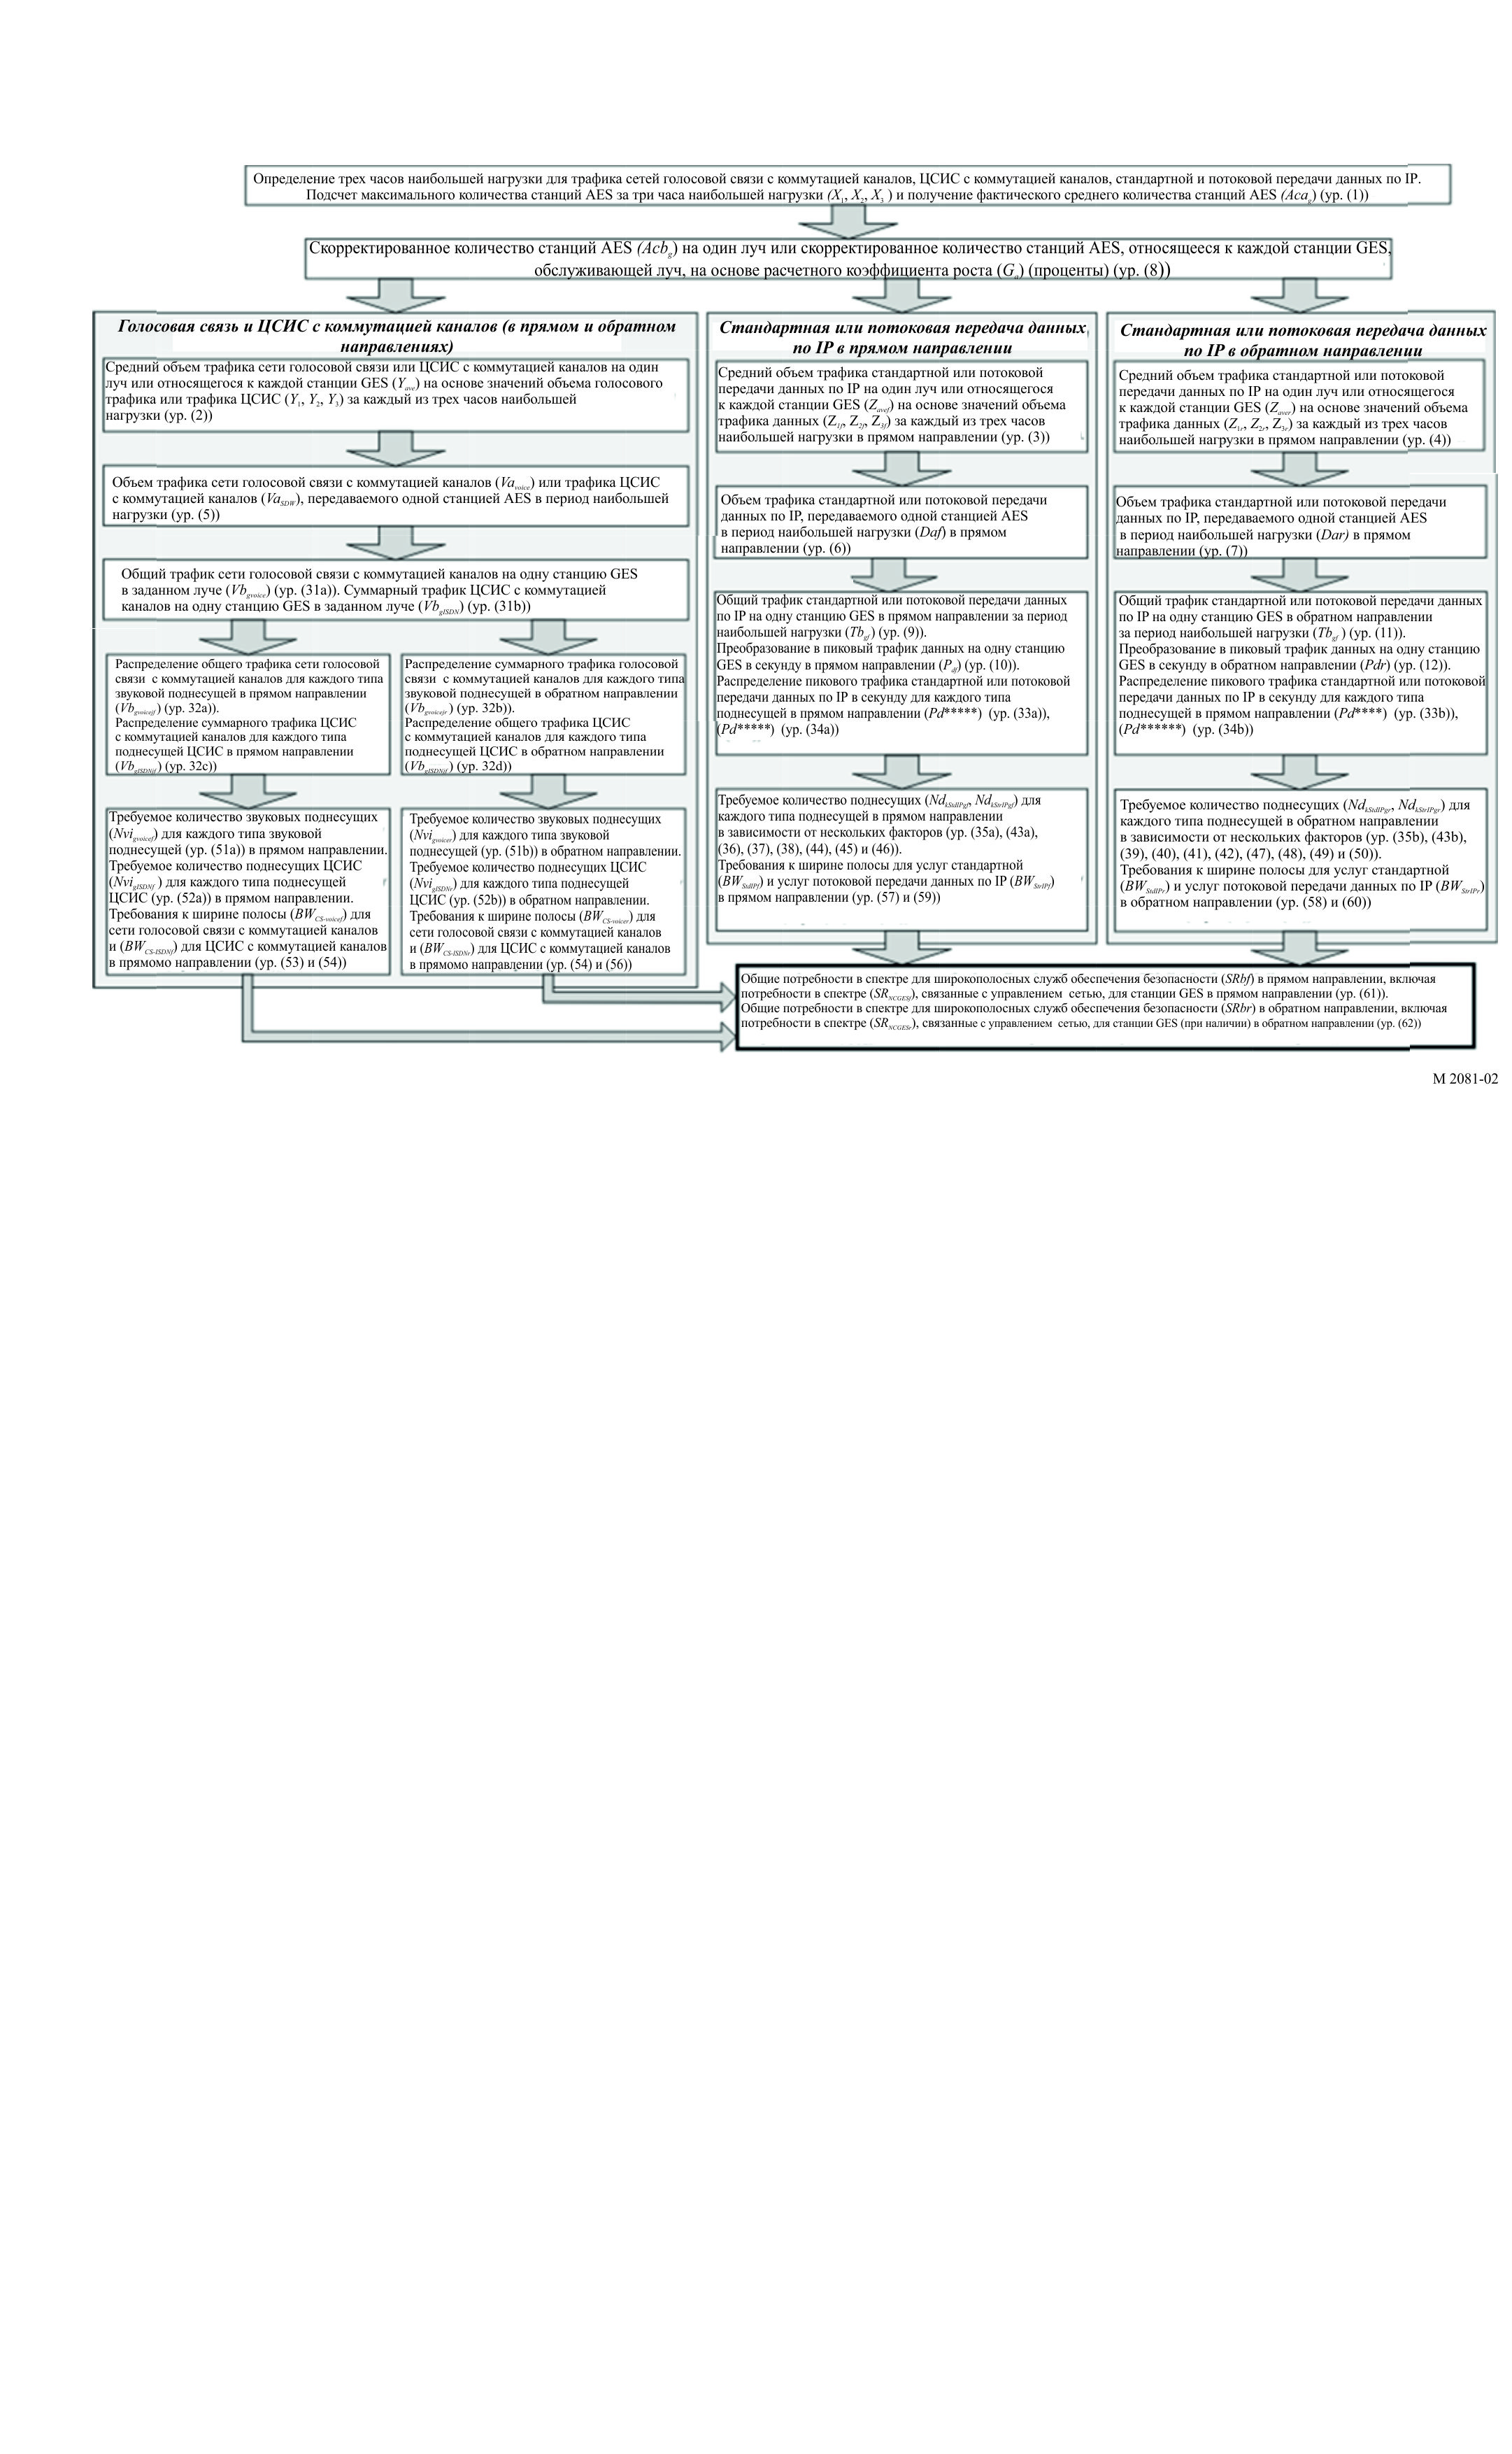 Определение трех часов наибольшей нагрузки для трафика сетей голосовой связи с коммутацией каналов, ЦСИС с коммутацией каналов, стандартной и потоковой передачи данных по IP.
Подсчет максимального количества станций AES за три часа наибольшей нагрузки (X1, X2, X3 ) и получение фактического среднего количества станций AES (Acag) (ур. (1))
Скорректированное количество станций AES (Acbg) на один луч или скорректированное количество станций AES, относящееся к каждой станции GES,
обслуживающей луч, на основе расчетного коэффициента роста (Ga) (проценты) (ур. (8))
Голосовая связь и ЦСИС с коммутацией каналов (в прямом и обратном
направлениях)
Средний объем трафика сети голосовой связи или ЦСИС с коммутацией каналов на один
луч или относящегося к каждой станции GES (Yave) на основе значений объема голосового
трафика или трафика ЦСИС (Y1, Y2, Y3) за каждый из трех часов наибольшей
нагрузки (ур. (2))
Объем трафика сети голосовой связи с коммутацией каналов (Vavoice) или трафика ЦСИС
с коммутацией каналов (VaSDW), передаваемого одной станцией AES в период наибольшей
нагрузки (ур. (5))
Общий трафик сети голосовой связи с коммутацией каналов на одну станцию GES
в заданном луче (Vbgvoice) (ур. (31a)). Суммарный трафик ЦСИС с коммутацией
каналов на одну станцию GES в заданном луче (VbgISDN) (ур. (31b))
Распределение общего трафика сети голосовой
связи с коммутацией каналов для каждого типа
звуковой поднесущей в прямом направлении
(Vbgvoicejf ) (ур. 32a)).
Распределение суммарного трафика ЦСИС
с коммутацией каналов для каждого типа
поднесущей ЦСИС в прямом направлении
(VbgISDNjf ) (ур. 32c))
Распределение суммарного трафика голосовой
связи с коммутацией каналов для каждого типа
звуковой поднесущей в обратном направлении
(Vbgvoicejr ) (ур. 32b)).
Распределение общего трафика ЦСИС
с коммутацией каналов для каждого типа
поднесущей ЦСИС в обратном направлении
(ур. 32d))
Требуемое количество звуковых поднесущих
(Nvigvoicef) для каждого типа звуковой
поднесущей (ур. (51a)) в прямом направлении.
Требуемое количество поднесущих ЦСИС
(NvigISDNf ) для каждого типа поднесущей
ЦСИС (ур. (52a)) в прямом направлении.
Требования к ширине полосы (BWCS-voicef) для
сети голосовой связи с коммутацией каналов
и (BWCS-ISDNf) для ЦСИС с коммутацией каналов
в прямомо направлении (ур. (53) и (54))
Требуемое количество звуковых поднесущих
(Nvigvoicer) для каждого типа звуковой
поднесущей (ур. (51b)) в обратном направлении.
Требуемое количество поднесущих ЦСИС
(NvigISDNr ) для каждого типа поднесущей
ЦСИС (ур. (52b)) в обратном направлении.
Требования к ширине полосы (BWCS-voicer) для
сети голосовой связи с коммутацией каналов
и (BWCS-ISDNr) для ЦСИС с коммутацией каналов
в прямомо направлении (ур. (54) и (56))
Стандартная или потоковая передача данных
по IP в прямом направлении
Средний объем трафика стандартной или потоковой
передачи данных по IP на один луч или относящегося
к каждой станции GES (Zavef) на основе значений объема
трафика данных (Z1f, Z2f, Z3f) за каждый из трех часов
наибольшей нагрузки в прямом направлении (ур. (3))
Объем трафика стандартной или потоковой передачи
данных по IP, передаваемого одной станцией AES
в период наибольшей нагрузки (Daf) в прямом
направлении (ур. (6))
Общий трафик стандартной или потоковой передачи данных
по IP на одну станцию GES в прямом направлении за период
наибольшей нагрузки (Tbgf ) (ур. (9)).
Преобразование в пиковый трафик данных на одну станцию
GES в секунду в прямом направлении (Pdf) (ур. (10)).
Распределение пикового трафика стандартной или потоковой
передачи данных по IP в секунду для каждого типа
поднесущей в прямом направлении (Pd*****) (ур. (33a)),
(Pd*****) (ур. (34a))
Требуемое количество поднесущих (NdkStdIPgf, NdkStrIPgf) для
каждого типа поднесущей в прямом направлении
в зависимости от нескольких факторов (ур. (35a), (43a),
(36), (37), (38), (44), (45) и (46)).
Требования к ширине полосы для услуг стандартной
(BWStdIPf) и услуг потоковой передачи данных по IP (BWStrIPf)
в прямом направлении (ур. (57) и (59))
Стандартная или потоковая передача данных
по IP в обратном направлении
Средний объем трафика стандартной или потоковой
передачи данных по IP на один луч или относящегося
к каждой станции GES (Zaver) на основе значений объема
трафика данных (Z1r, Z2r, Z3r) за каждый из трех часов
наибольшей нагрузки в прямом направлении (ур. (4))
Объем трафика стандартной или потоковой передачи
данных по IP, передаваемого одной станцией AES
в период наибольшей нагрузки (Dar) в прямом
направлении (ур. (7))
Общий трафик стандартной или потоковой передачи данных
по IP на одну станцию GES в обратном направлении
за период наибольшей нагрузки (Tbgf ) (ур. (11)).
Преобразование в пиковый трафик данных на одну станцию
GES в секунду в обратном направлении (Pdr) (ур. (12)).
Распределение пикового трафика стандартной или потоковой
передачи данных по IP в секунду для каждого типа
поднесущей в прямом направлении (Pd****) (ур. (33b)),
(Pd******) (ур. (34b))
Требуемое количество поднесущих (NdkStdIPgr, NdkStrIPgr) для
каждого типа поднесущей в обратном направлении
в зависимости от нескольких факторов (ур. (35b), (43b),
(39), (40), (41), (42), (47), (48), (49) и (50)).
Требования к ширине полосы для услуг стандартной
(BWStdIPr) и услуг потоковой передачи данных по IP (BWStrIPr)
в обратном направлении (ур. (58) и (60))
Общие потребности в спектре для широкополосных служб обеспечения безопасности (SRbf) в прямом направлении, включая
потребности в спектре (SRNCGESf), связанные с управлением сетью, для станции GES в прямом направлении (ур. (61)).
Общие потребности в спектре для широкополосных служб обеспечения безопасности (SRbr) в обратном направлении, включая
потребности в спектре (SRNCGESr), связанные с управлением сетью, для станции GES (при наличии) в обратном направлении (ур. (62))
M 2081-02